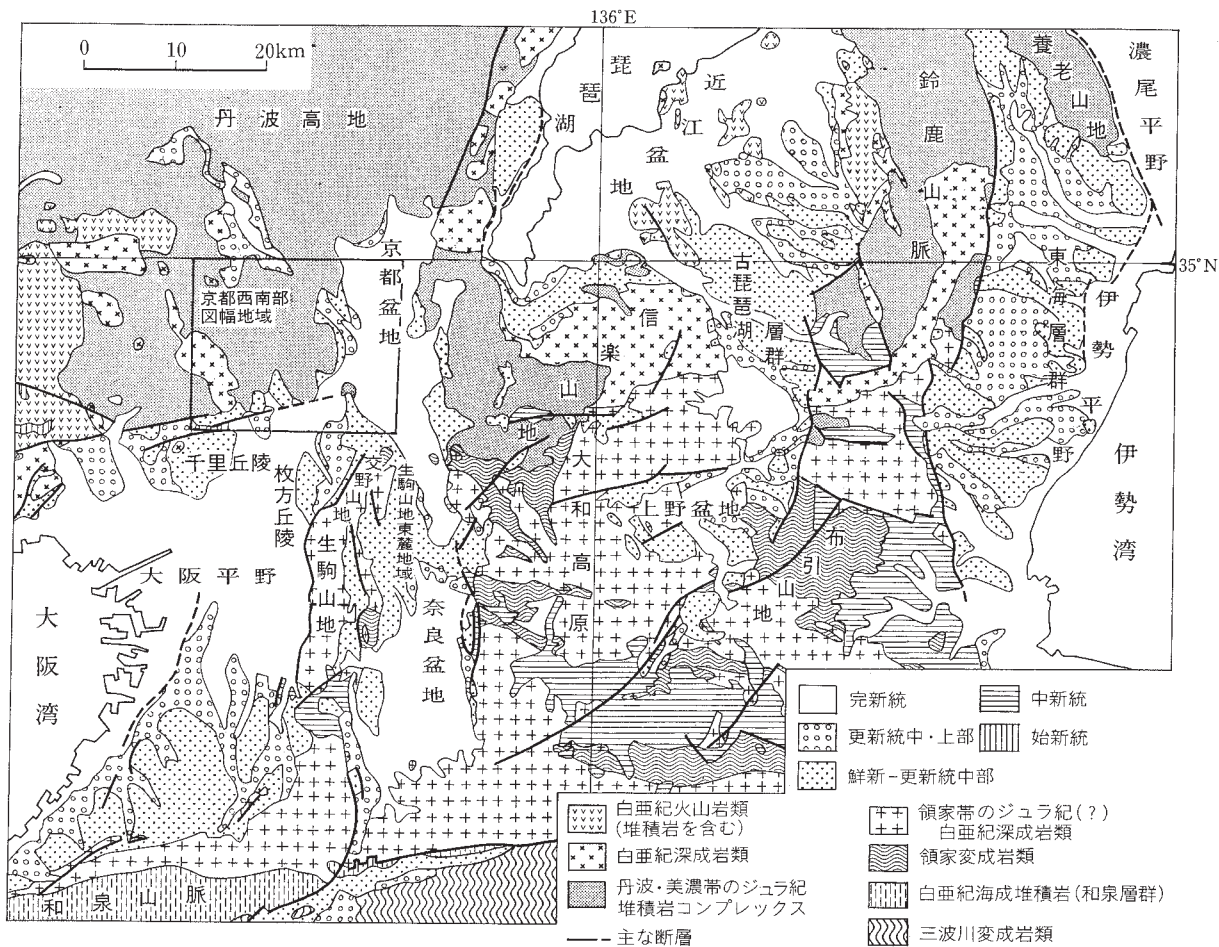 136°E
0 10 20km
丹波高地
琵琶湖
近江盆地
鈴鹿山脈
養老山地
濃尾平野
京都盆地
35°N
京都西南部
図幅地域
古琵琶湖層群
東海層群
伊勢平野
信楽山地
千里丘陵
枚方丘陵
交野山地
生駒山地東麓地域
大和高原
上野盆地
布引山地
伊勢湾
大阪平野
生駒山地
奈良盆地
大阪湾
和泉山脈
完新統
更新統中・上部
鮮新−更新統中部
中新統
始新統
白亜紀火山岩類
(堆積岩を含む)
白亜紀深成岩類
丹波・美濃帯のジュラ紀
堆積岩コンプレックス
主な断層
領家帯のジュラ紀(?)
白亜紀深成岩類
領家変成岩類
白亜紀海成堆積岩(和泉層群)
三波川変成岩類